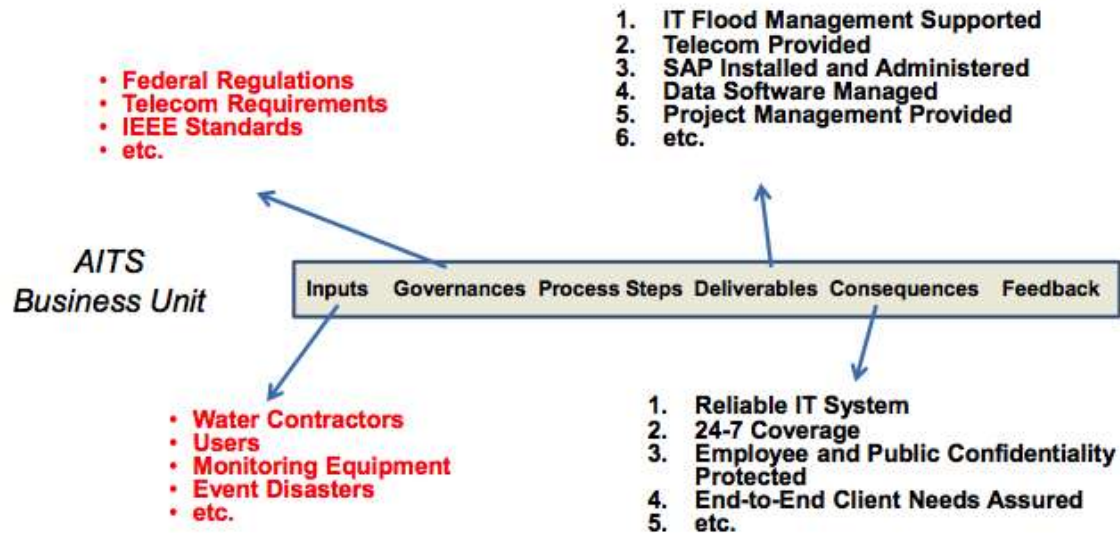 • Federal Regulations
• Telecom Requirements
• IEEE Standards
• etc.
1. IT Flood Management Supported
2. Telecom Provided
3. SAP Installed and Administered
4. Data Software Managed
5. Project Management Provided
6. etc.
AITS
Business Unit
Inputs Governances Process Steps Deliverables Consequences Feedback
• Water Contractors
• Users
• Monitoring Equipment
• Event Disasters
• etc.
1. Reliable IT System
2. 24-7 Coverage
3. Employee and Public Confidentiality
Protected
4. End-to-End Client Needs Assured
5. etc.